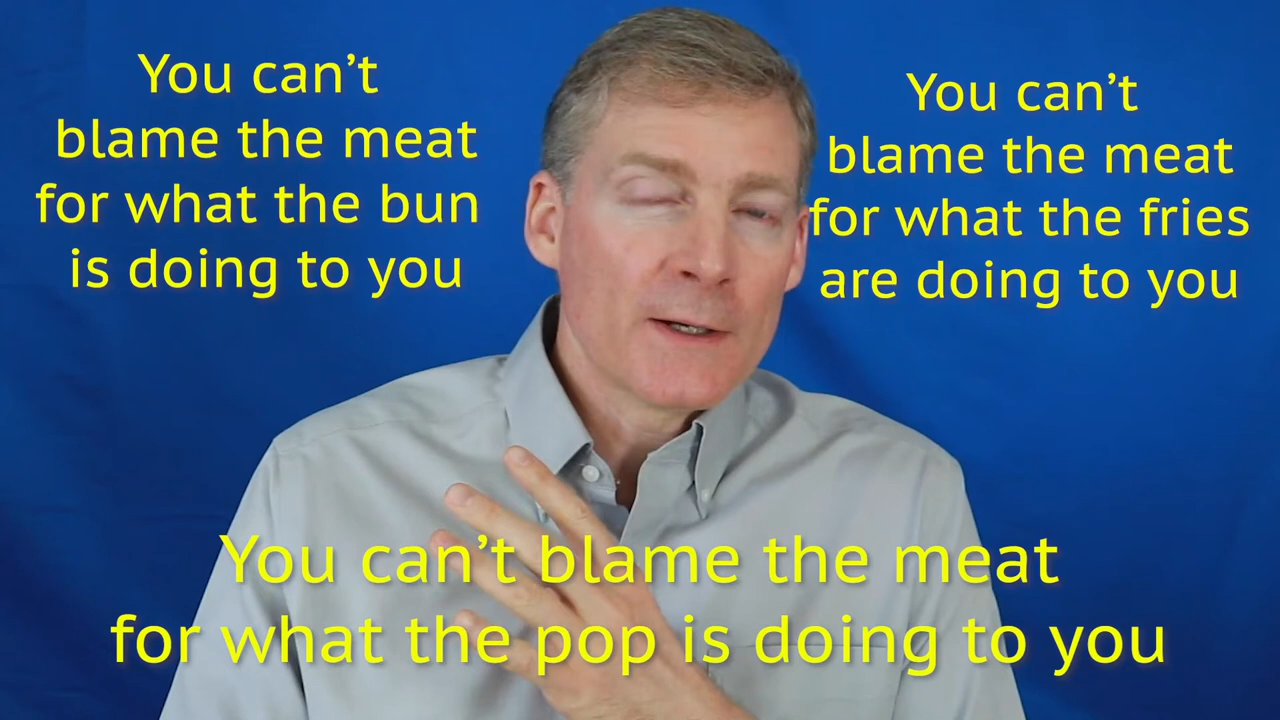 You can’t
blame the meat
for what the bun
is doing to you
You can’t
blame the meat
for what the fries
are doing to you
You can’t blame the meat
for what the pop is doing to you